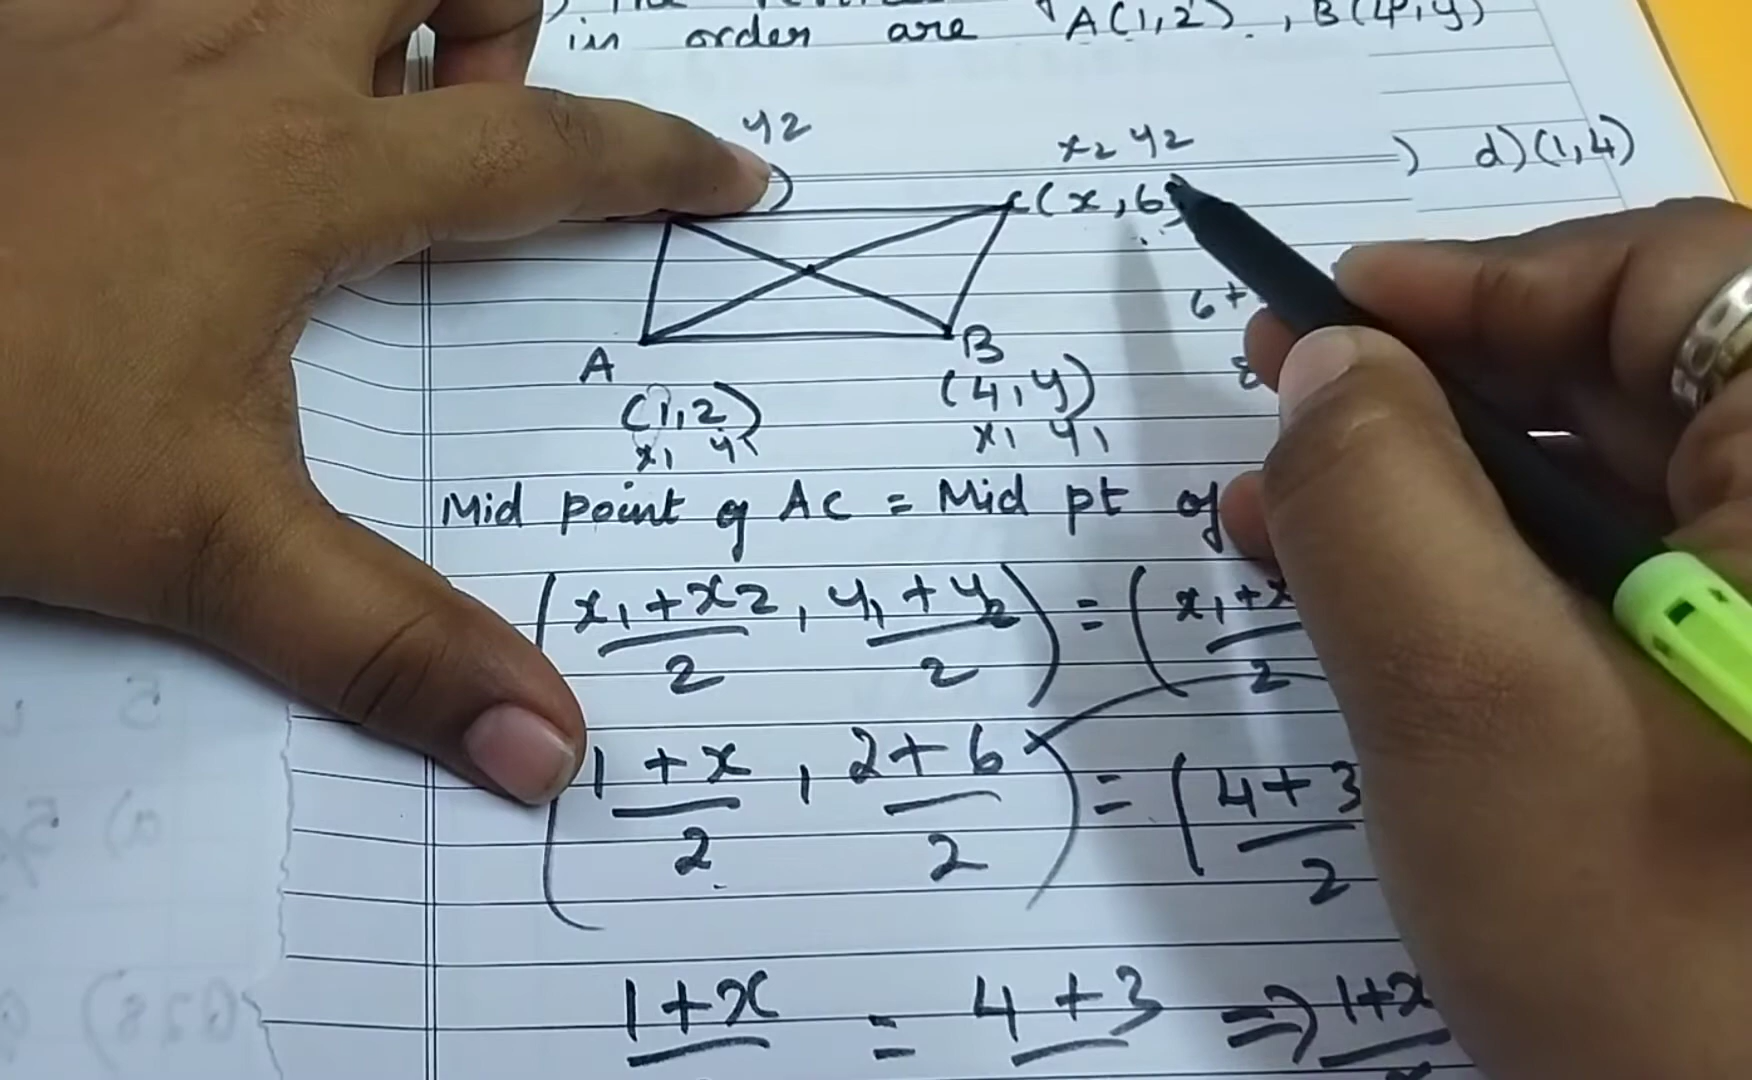 in order are A(1,2), B(4,y)
y2
x2 y2
) d)(1,4)
C(x,6)
6+
8
A
B
(1,2)
(4,y)
x1 y1
x1 y1
Mid point of AC = Mid pt of
(x1+x2/2, y1+y2/2) = (x1+x/2
(1+x/2, 2+6/2) = (4+3/2
1+x = 4+3 => 1+x